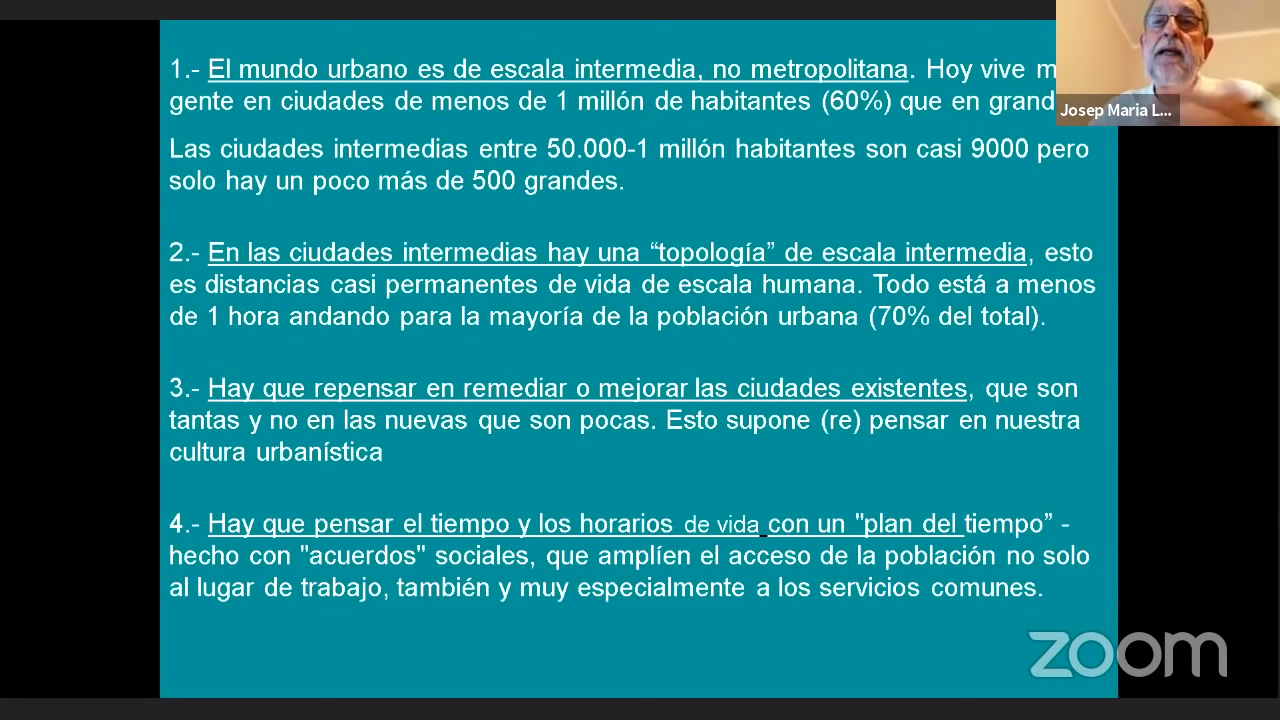 1.- El mundo urbano es de escala intermedia, no metropolitana. Hoy vive
gente en ciudades de menos de 1 millón de habitantes (60%) que en
Las ciudades intermedias entre 50.000-1 millón habitantes son casi 9000 pero
solo hay un poco más de 500 grandes.
2.- En las ciudades intermedias hay una “topología” de escala intermedia, esto
es distancias casi permanentes de vida de escala humana. Todo está a menos
de 1 hora andando para la mayoría de la población urbana (70% del total).
3.- Hay que repensar en remediar o mejorar las ciudades existentes, que son
tantas y no en las nuevas que son pocas. Esto supone (re) pensar en nuestra
cultura urbanística
4.- Hay que pensar el tiempo y los horarios de vida con un "plan del tiempo” -
hecho con "acuerdos" sociales, que amplíen el acceso de la población no solo
al lugar de trabajo, también y muy especialmente a los servicios comunes.
Josep Maria L...
zoom